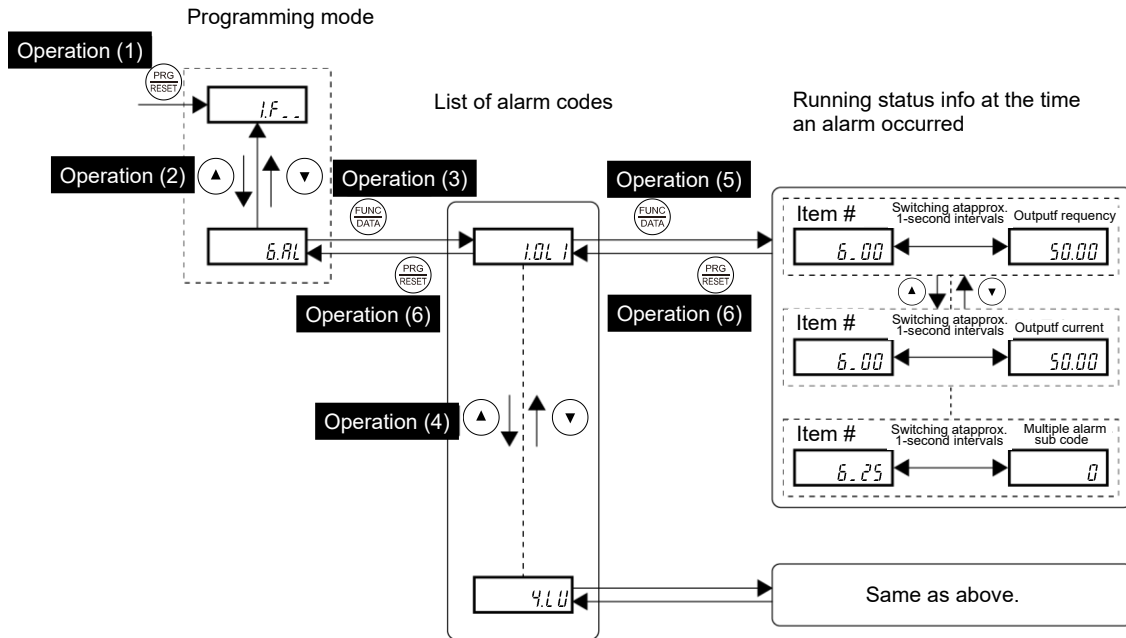 Programming mode
Operation (1)
PRG
RESET
1.F _ _
List of alarm codes
Running status info at the time
an alarm occurred
Operation (2)
▲
▼
Operation (3)
FUNC
DATA
Operation (5)
FUNC
DATA
6.AL
1.OL 1
PRG
RESET
Operation (6)
PRG
RESET
Operation (6)
Item #
Switching atapprox.
1-second intervals
Outputf requency
6_00
50.00
▲
▼
Item #
Switching atapprox.
1-second intervals
Outputf current
6_00
50.00
Operation (4)
▲
▼
Item #
Switching atapprox.
1-second intervals
Multiple alarm
sub code
6_25
0
4.LU
Same as above.